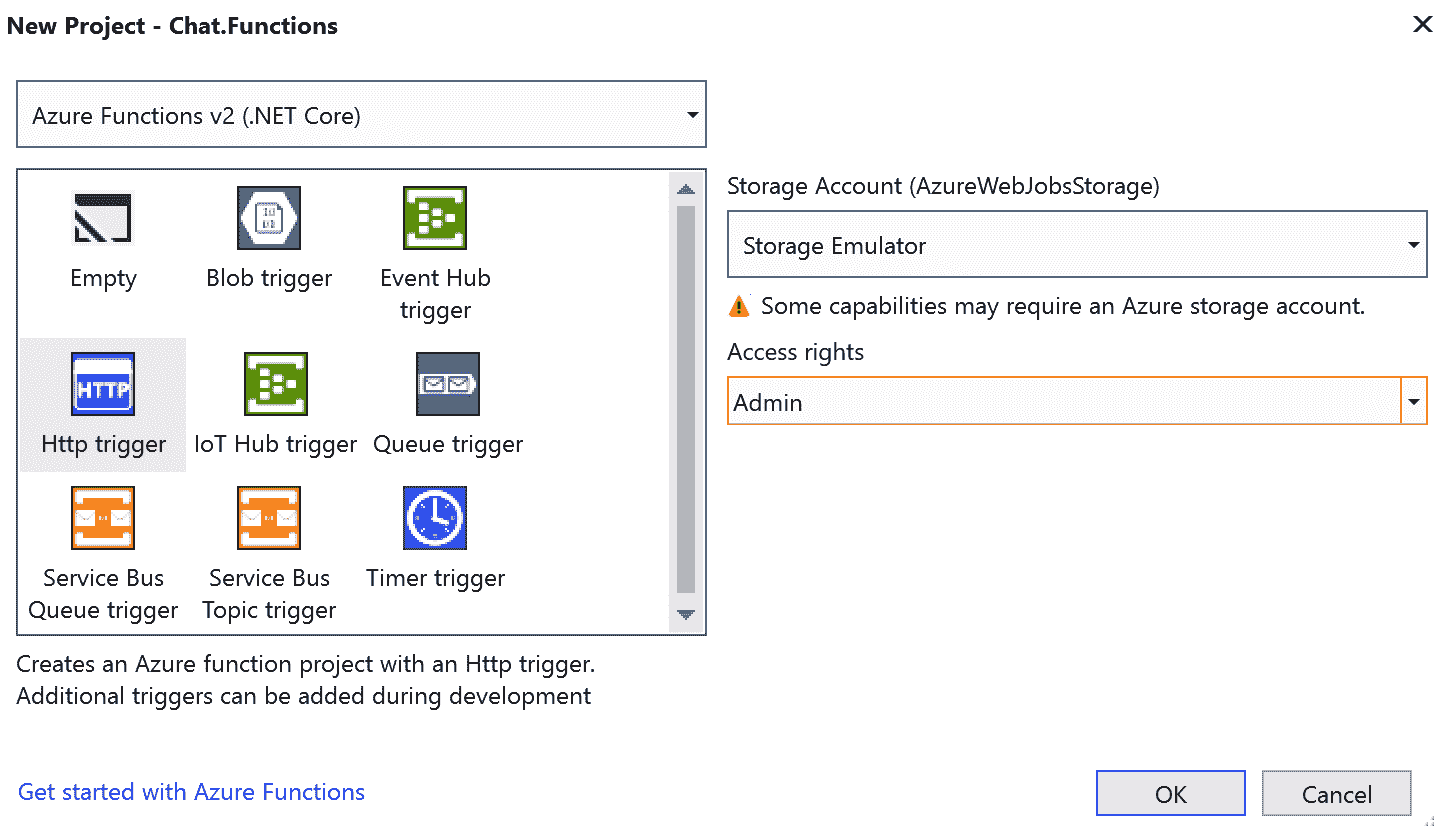 New Project - Chat.Functions
Azure Functions v2 (.NET Core)
Empty
Blob trigger
Event Hub
trigger
HTTP
Http trigger
IoT Hub trigger
Queue trigger
Service Bus
Queue trigger
Service Bus
Topic trigger
Timer trigger
Creates an Azure function project with an Http trigger.
Additional triggers can be added during development
Storage Account (AzureWebJobsStorage)
Storage Emulator
Some capabilities may require an Azure storage account.
Access rights
Admin
Get started with Azure Functions
OK
Cancel